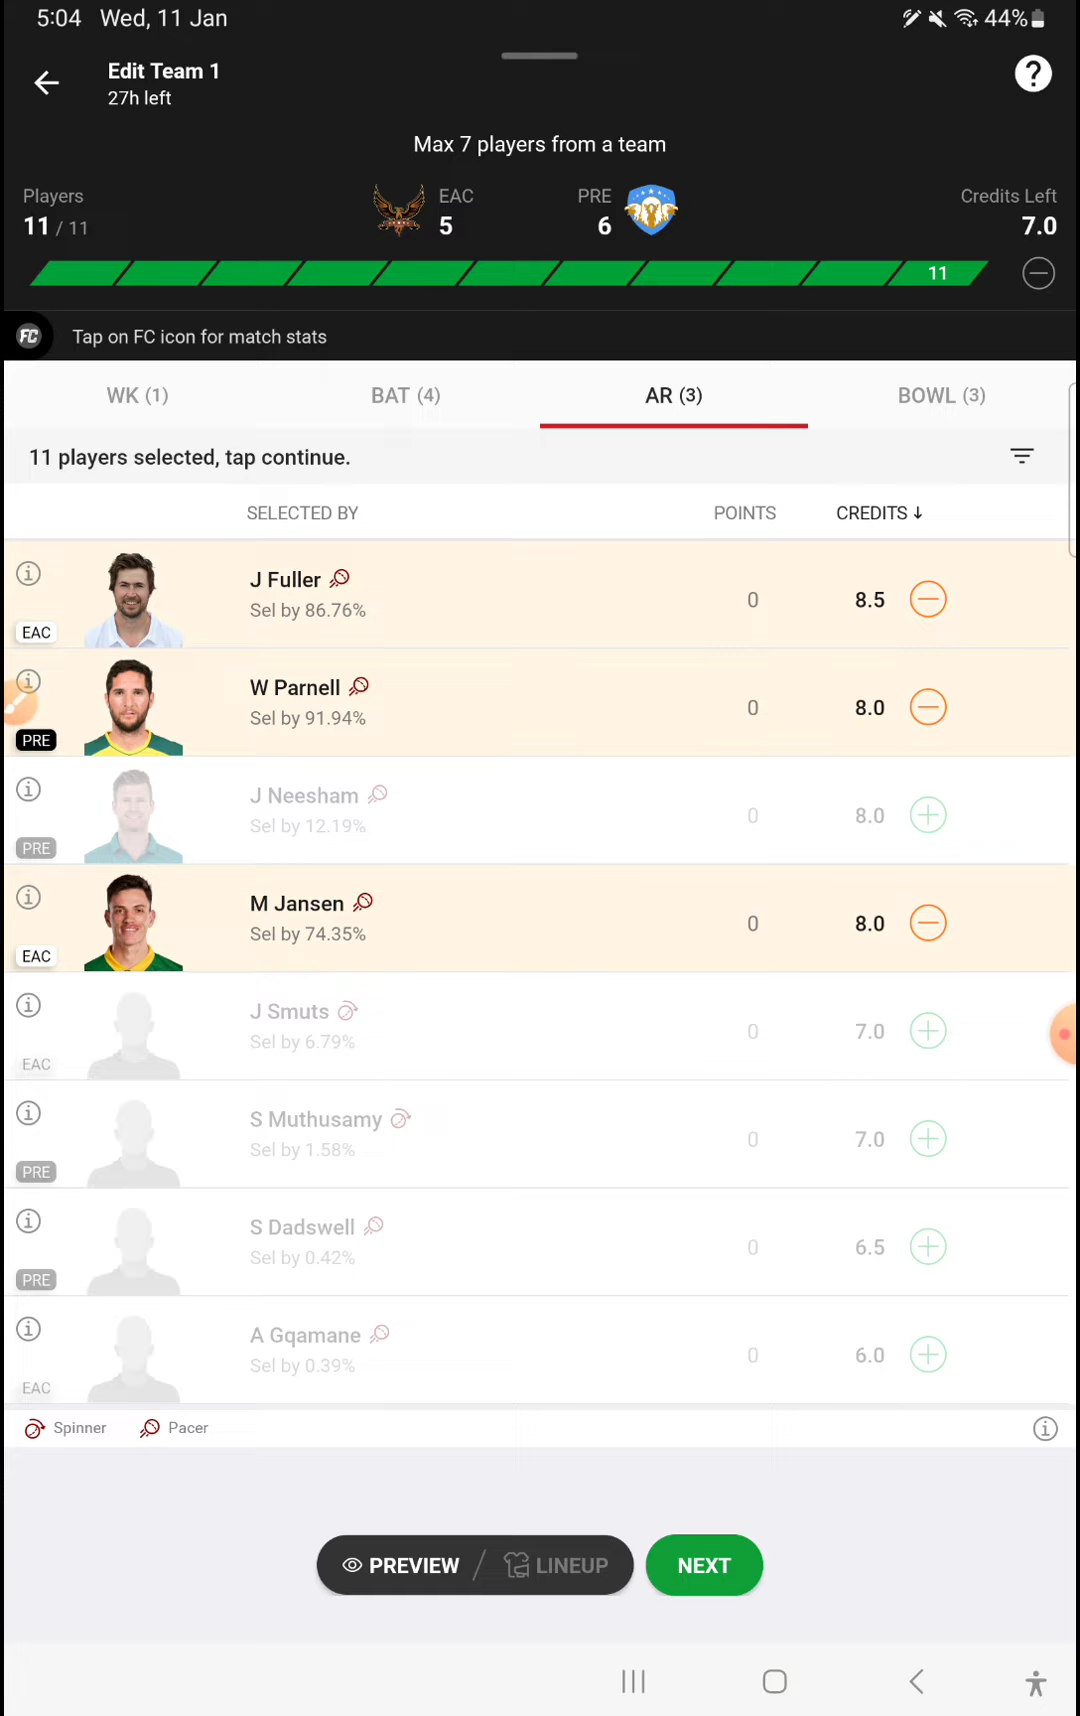 5:04 Wed, 11 Jan 44%
Edit Team 1
27h left
?
Max 7 players from a team
Players EAC PRE Credits Left
11 / 11 5 6 7.0
11
FC Tap on FC icon for match stats
WK (1) BAT (4) AR (3) BOWL (3)
11 players selected, tap continue.
SELECTED BY POINTS CREDITS ↓
J Fuller
Sel by 86.76% 0 8.5
EAC
W Parnell
Sel by 91.94% 0 8.0
PRE
J Neesham
Sel by 12.19% 0 8.0
PRE
M Jansen
Sel by 74.35% 0 8.0
EAC
J Smuts
Sel by 6.79% 0 7.0
EAC
S Muthusamy
Sel by 1.58% 0 7.0
PRE
S Dadswell
Sel by 0.42% 0 6.5
PRE
A Gqamane
Sel by 0.39% 0 6.0
EAC
Spinner Pacer
PREVIEW / LINEUP NEXT